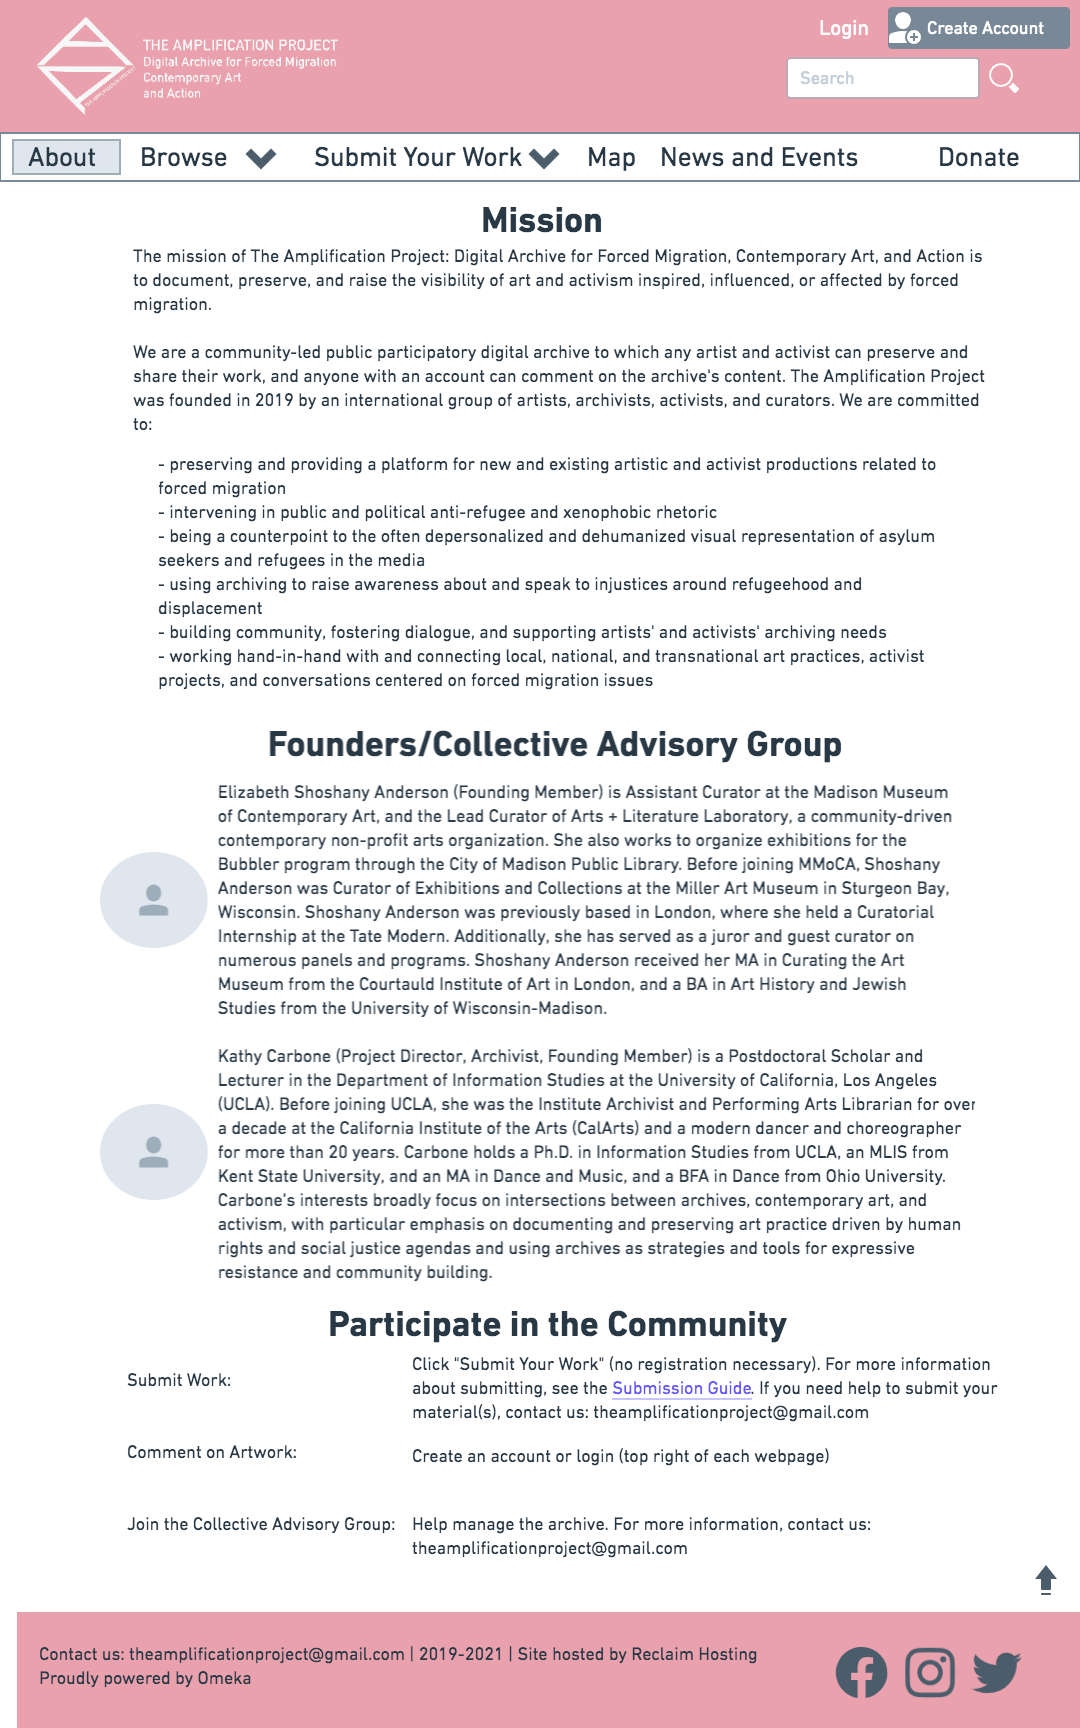 Login
Create Account
THE AMPLIFICATION PROJECT
Digital Archive for Forced Migration
Contemporary Art
and Action
THE AMPLIFICATION PROJECT
Search
About Browse Submit Your Work Map News and Events Donate
Mission
The mission of The Amplification Project: Digital Archive for Forced Migration, Contemporary Art, and Action is
to document, preserve, and raise the visibility of art and activism inspired, influenced, or affected by forced
migration.
We are a community-led public participatory digital archive to which any artist and activist can preserve and
share their work, and anyone with an account can comment on the archive's content. The Amplification Project
was founded in 2019 by an international group of artists, archivists, activists, and curators. We are committed
to:
- preserving and providing a platform for new and existing artistic and activist productions related to
forced migration
- intervening in public and political anti-refugee and xenophobic rhetoric
- being a counterpoint to the often depersonalized and dehumanized visual representation of asylum
seekers and refugees in the media
- using archiving to raise awareness about and speak to injustices around refugeehood and
displacement
- building community, fostering dialogue, and supporting artists' and activists' archiving needs
- working hand-in-hand with and connecting local, national, and transnational art practices, activist
projects, and conversations centered on forced migration issues
Founders/Collective Advisory Group
Elizabeth Shoshany Anderson (Founding Member) is Assistant Curator at the Madison Museum
of Contemporary Art, and the Lead Curator of Arts + Literature Laboratory, a community-driven
contemporary non-profit arts organization. She also works to organize exhibitions for the
Bubbler program through the City of Madison Public Library. Before joining MMoCA, Shoshany
Anderson was Curator of Exhibitions and Collections at the Miller Art Museum in Sturgeon Bay,
Wisconsin. Shoshany Anderson was previously based in London, where she held a Curatorial
Internship at the Tate Modern. Additionally, she has served as a juror and guest curator on
numerous panels and programs. Shoshany Anderson received her MA in Curating the Art
Museum from the Courtauld Institute of Art in London, and a BA in Art History and Jewish
Studies from the University of Wisconsin-Madison.
Kathy Carbone (Project Director, Archivist, Founding Member) is a Postdoctoral Scholar and
Lecturer in the Department of Information Studies at the University of California, Los Angeles
(UCLA). Before joining UCLA, she was the Institute Archivist and Performing Arts Librarian for over
a decade at the California Institute of the Arts (CalArts) and a modern dancer and choreographer
for more than 20 years. Carbone holds a Ph.D. in Information Studies from UCLA, an MLIS from
Kent State University, and an MA in Dance and Music, and a BFA in Dance from Ohio University.
Carbone's interests broadly focus on intersections between archives, contemporary art, and
activism, with particular emphasis on documenting and preserving art practice driven by human
rights and social justice agendas and using archives as strategies and tools for expressive
resistance and community building.
Participate in the Community
Submit Work:
Click "Submit Your Work" (no registration necessary). For more information
about submitting, see the Submission Guide. If you need help to submit your
material(s), contact us: theamplificationproject@gmail.com
Comment on Artwork:
Create an account or login (top right of each webpage)
Join the Collective Advisory Group:
Help manage the archive. For more information, contact us:
theamplificationproject@gmail.com
Contact us: theamplificationproject@gmail.com | 2019-2021 | Site hosted by Reclaim Hosting
Proudly powered by Omeka